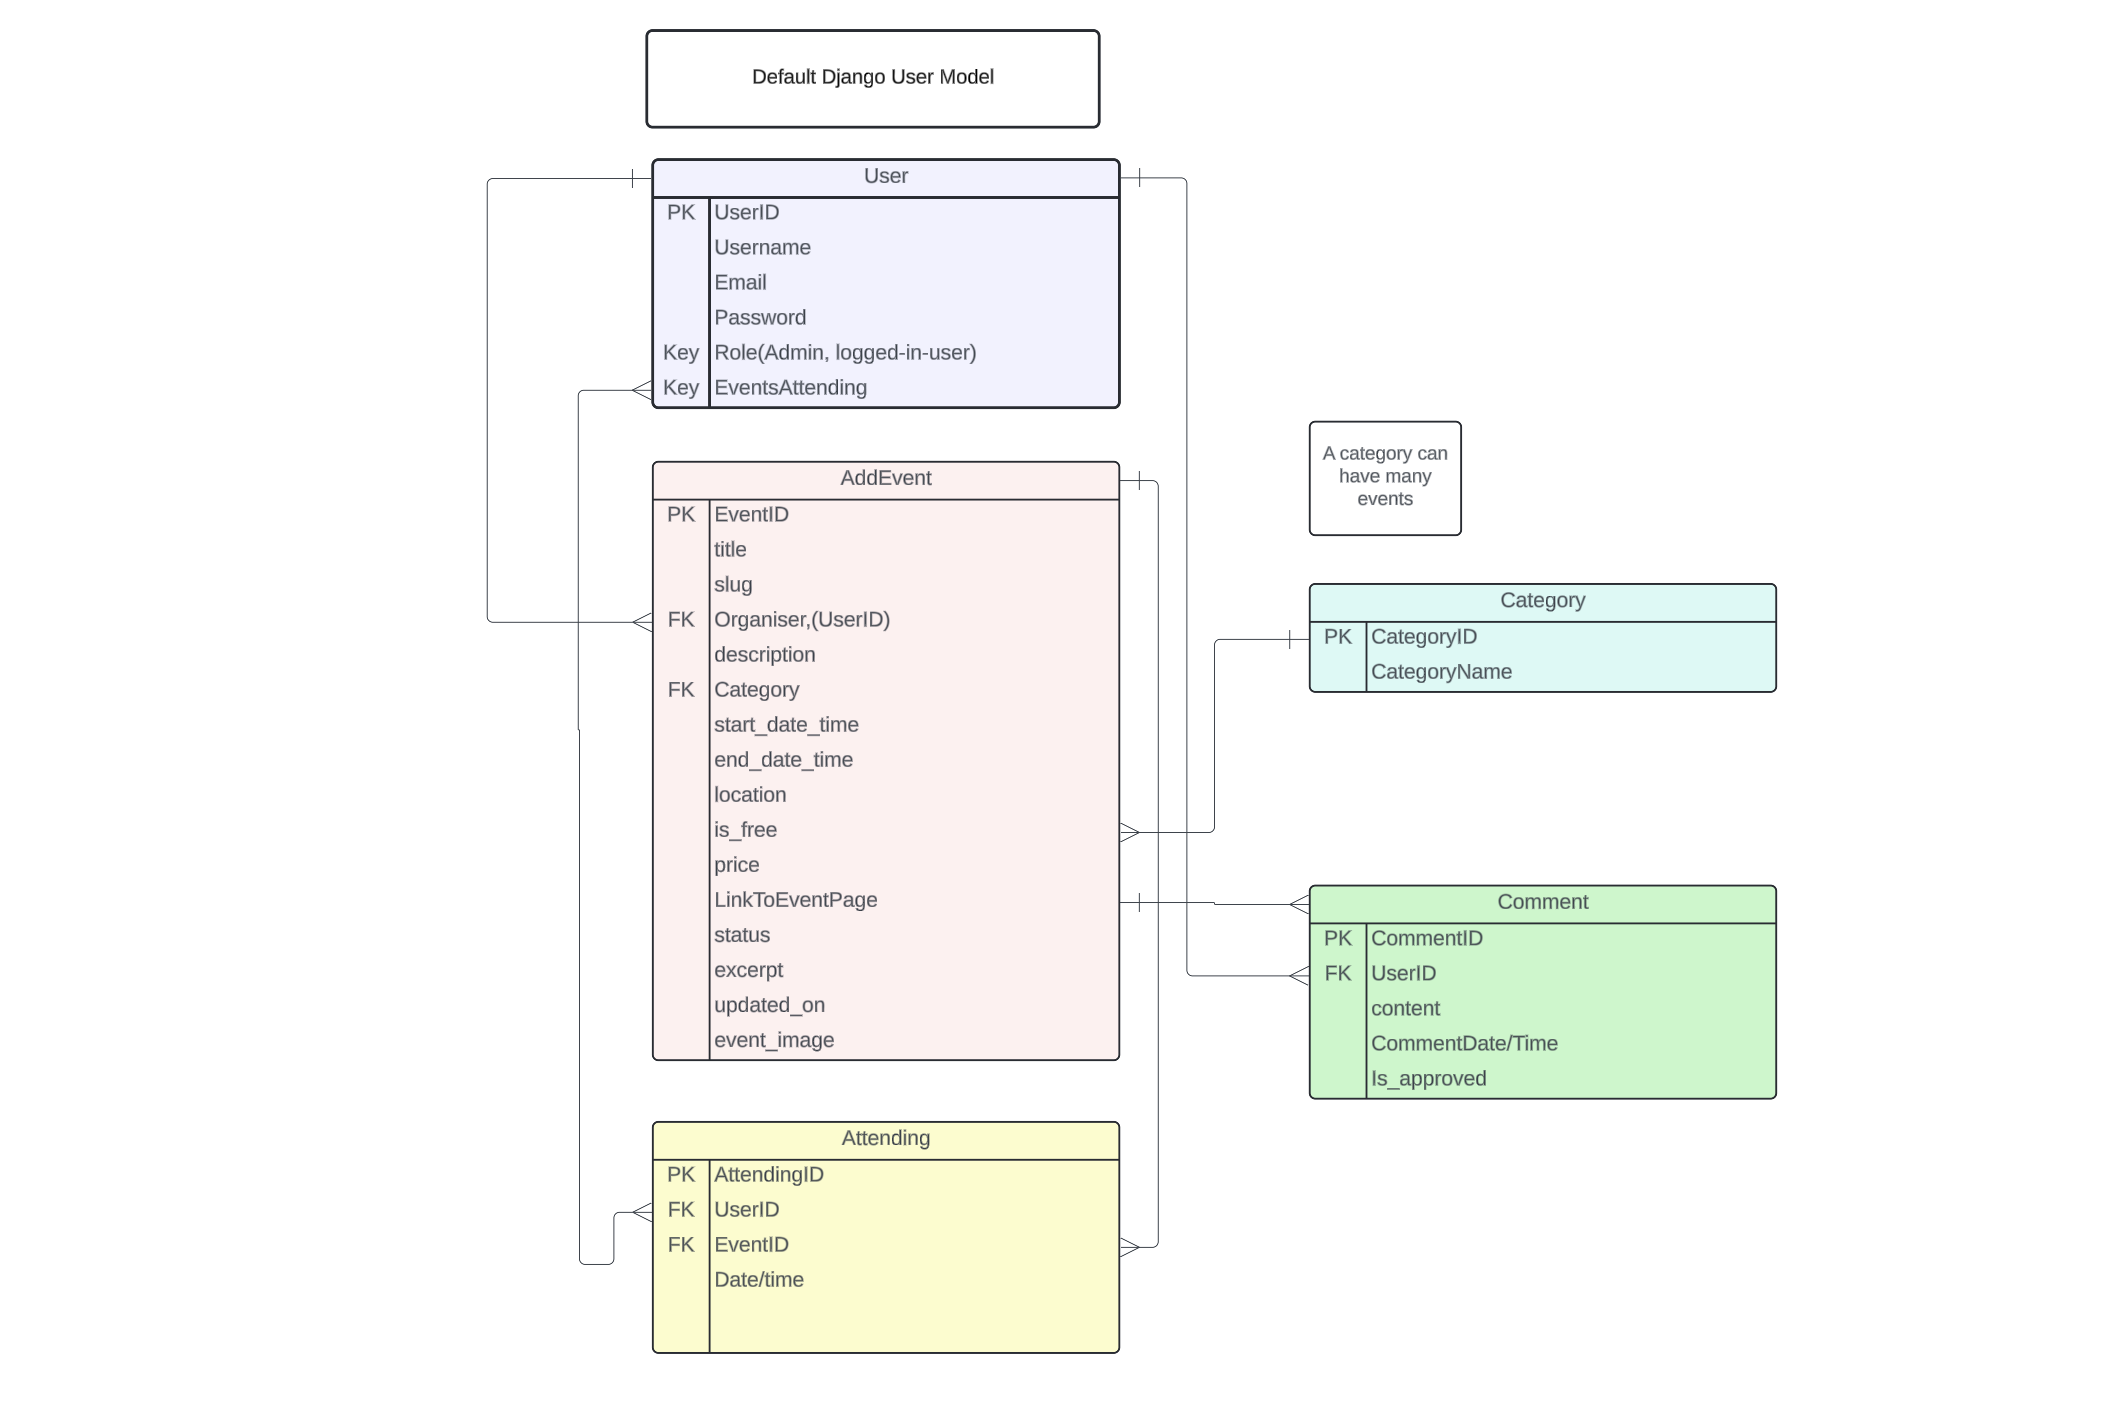 Default Django User Model
User
PK UserID
Username
Email
Password
Key Role(Admin, logged-in-user)
Key EventsAttending
AddEvent
PK EventID
title
slug
FK Organiser,(UserID)
description
FK Category
start_date_time
end_date_time
location
is_free
price
LinkToEventPage
status
excerpt
updated_on
event_image
Attending
PK AttendingID
FK UserID
FK EventID
Date/time
A category can
have many
events
Category
PK CategoryID
CategoryName
Comment
PK CommentID
FK UserID
content
CommentDate/Time
Is_approved